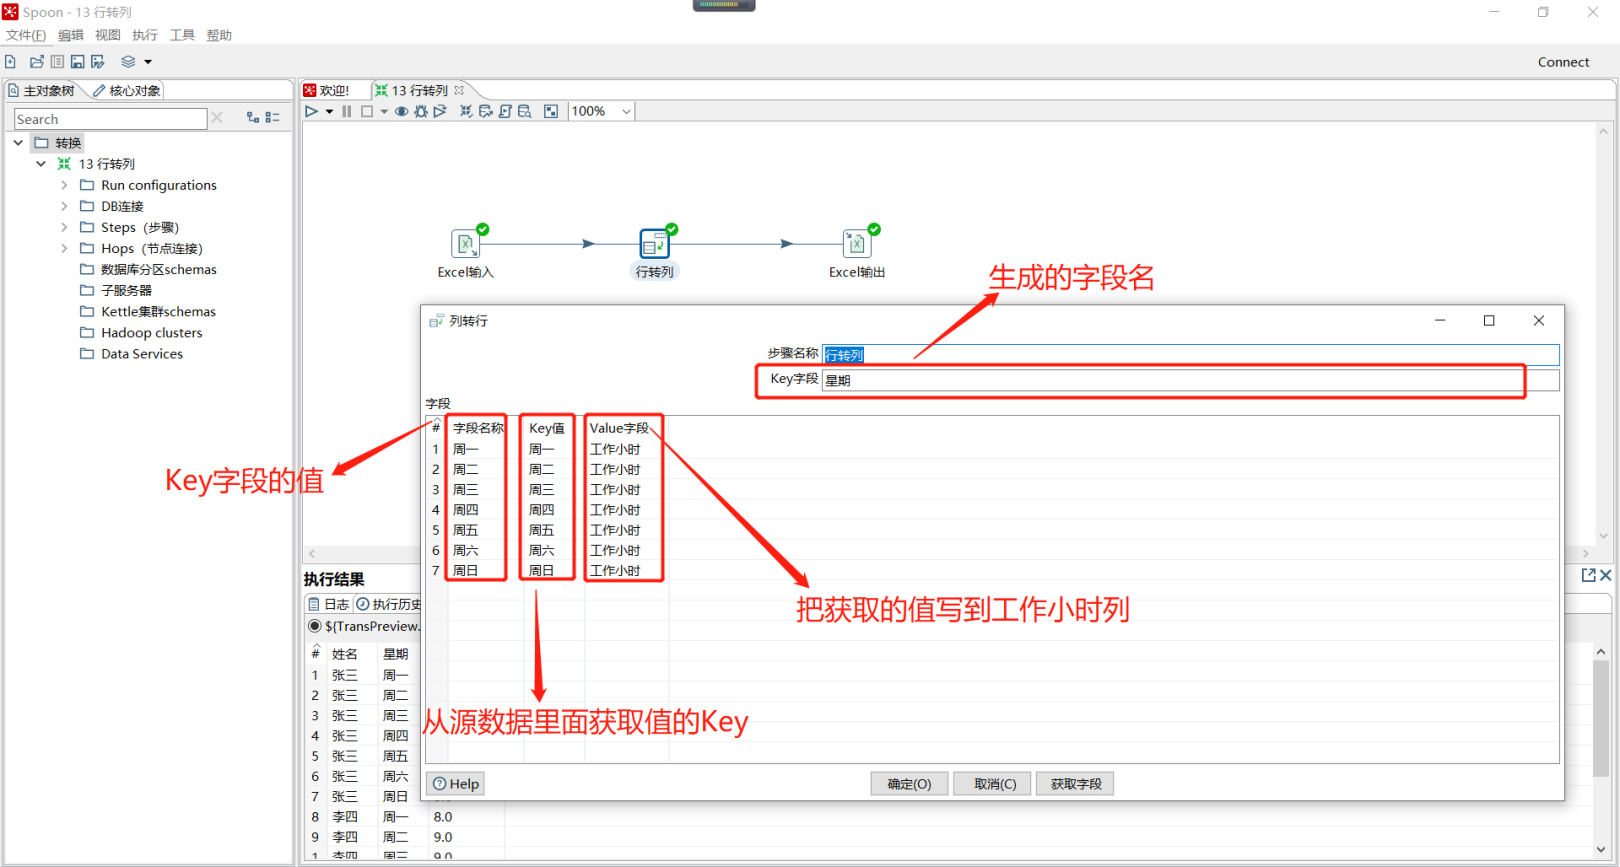 Spoon - 13 行转列
文件(F) 编辑 视图 执行 工具 帮助
Connect
主对象树 核心对象
欢迎! 13 行转列
Search
100%
转换
13 行转列
Run configurations
DB连接
Steps (步骤)
Hops (节点连接)
数据库分区schemas
子服务器
Kettle集群schemas
Hadoop clusters
Data Services
Excel输入
行转列
Excel输出
生成的字段名
列转行
步骤名称 行转列
Key字段 星期
字段
# 字段名称 Key值 Value字段
1 周一 周一 工作小时
2 周二 周二 工作小时
3 周三 周三 工作小时
4 周四 周四 工作小时
5 周五 周五 工作小时
6 周六 周六 工作小时
7 周日 周日 工作小时
Key字段的值
把获取的值写到工作小时列
从源数据里面获取值的Key
Help
确定(O) 取消(C) 获取字段
执行结果
日志 执行历史
${TransPreview.
# 姓名 星期
1 张三 周一
2 张三 周二
3 张三 周三
4 张三 周四
5 张三 周五
6 张三 周六
7 张三 周日
8 李四 周一 8.0
9 李四 周二 9.0
1 李四 周三 9.0